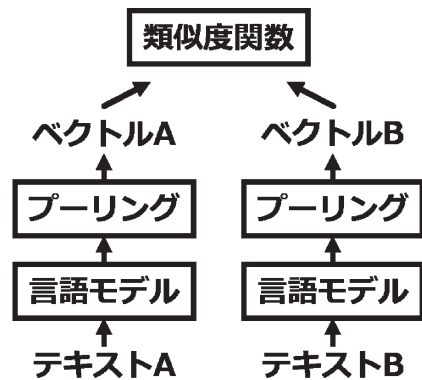 類似度関数
ベクトルA ベクトルB
プーリング プーリング
言語モデル 言語モデル
テキストA テキストB